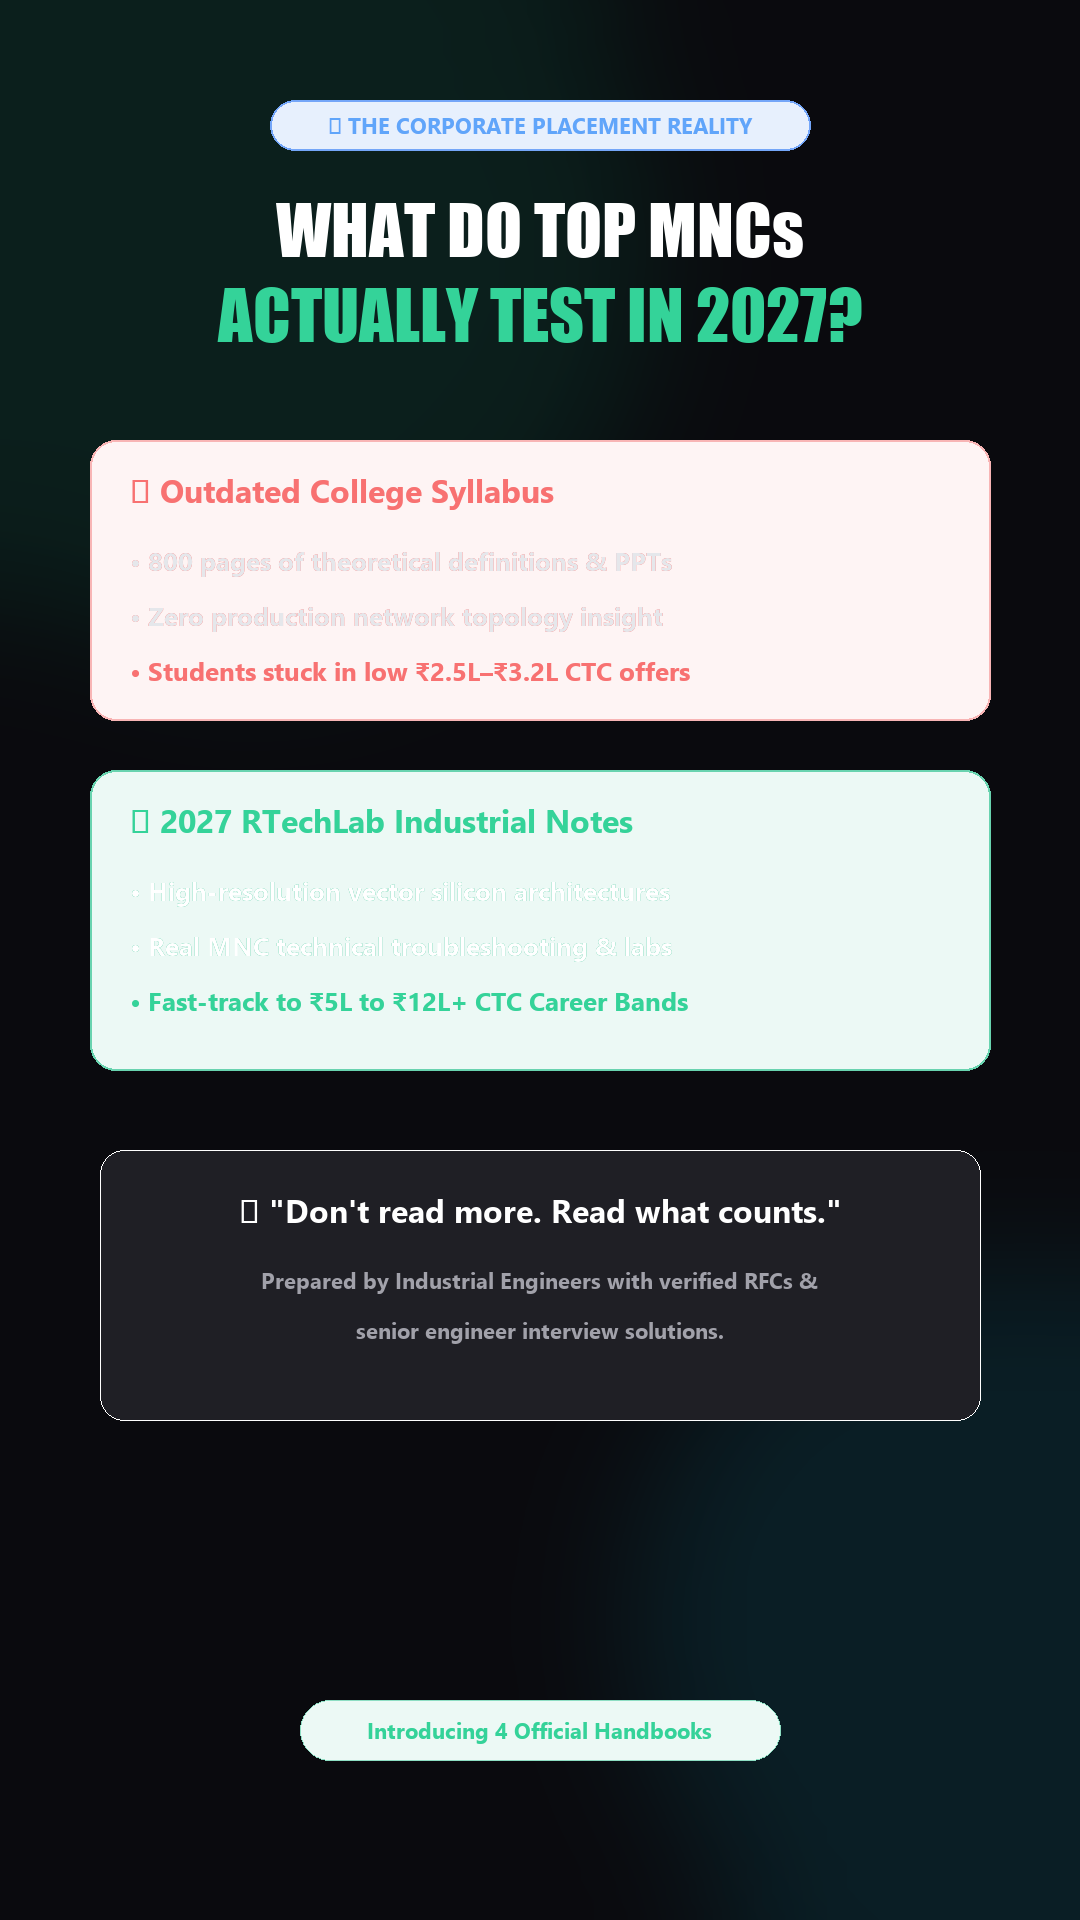 THE CORPORATE PLACEMENT REALITY
WHAT DO TOP MNCs
ACTUALLY TEST IN 2027?
Outdated College Syllabus
• 800 pages of theoretical definitions & PPTs
• Zero production network topology insight
• Students stuck in low ₹2.5L–₹3.2L CTC offers
2027 RTechLab Industrial Notes
• High-resolution vector silicon architectures
• Real MNC technical troubleshooting & labs
• Fast-track to ₹5L to ₹12L+ CTC Career Bands
"Don't read more. Read what counts."
Prepared by Industrial Engineers with verified RFCs &
senior engineer interview solutions.
Introducing 4 Official Handbooks